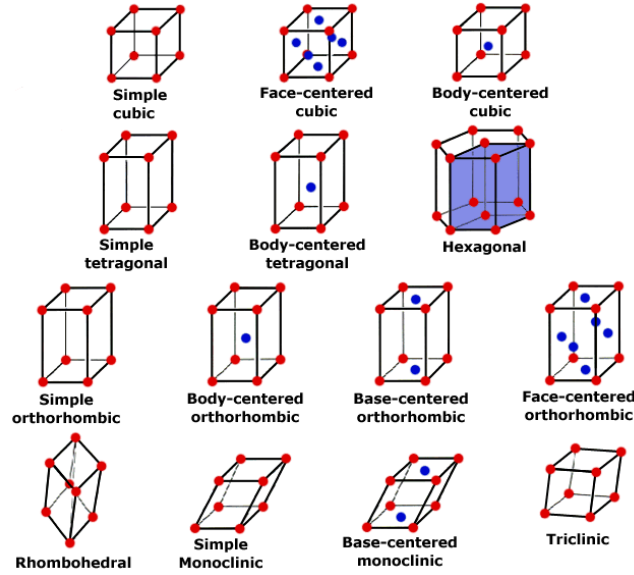 Simple
cubic
Face-centered
cubic
Body-centered
cubic
Simple
tetragonal
Body-centered
tetragonal
Hexagonal
Simple
orthorhombic
Body-centered
orthorhombic
Base-centered
orthorhombic
Face-centered
orthorhombic
Rhombohedral
Simple
Monoclinic
Base-centered
monoclinic
Triclinic